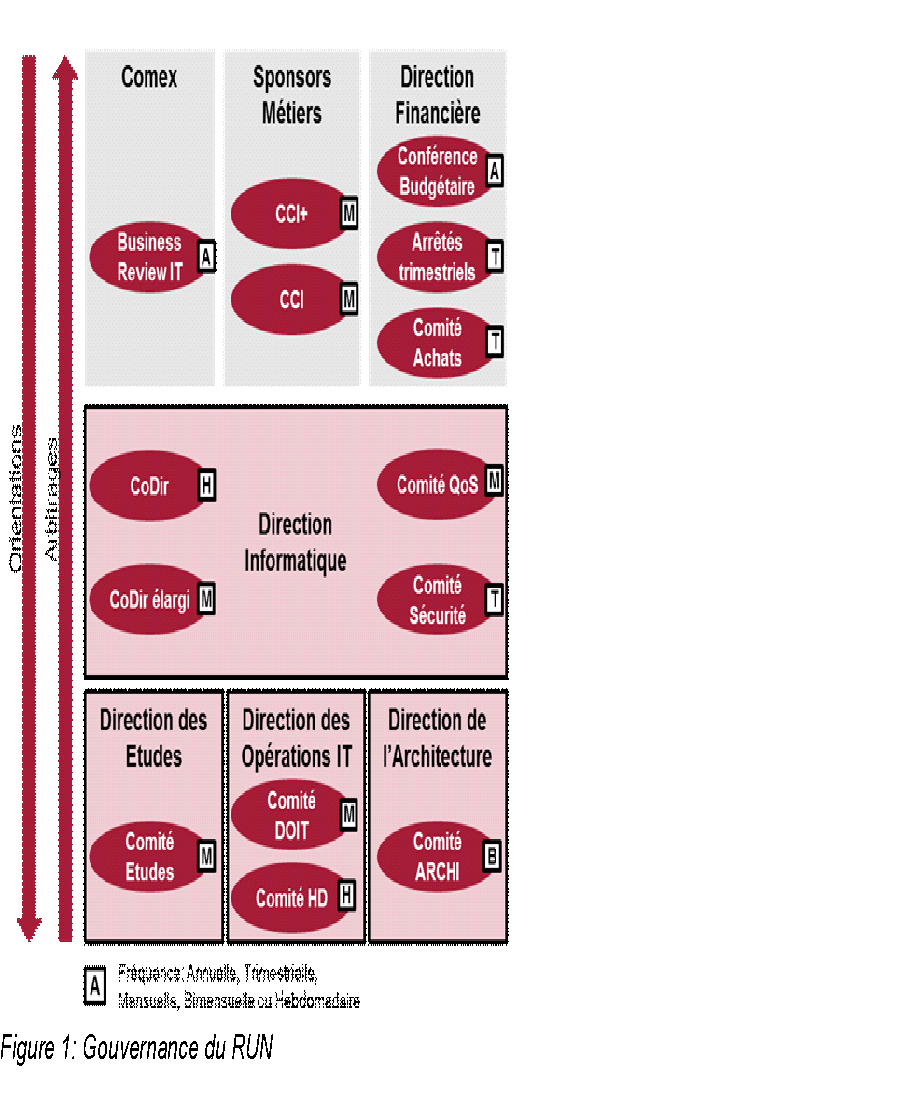 Comex
Sponsors
Métiers
Direction
Financière
Conférence
Budgétaire
A
CCI+
M
Business
Review IT
A
Arrêtés
trimestriels
T
CCI
M
Comité
Achats
T
Orientations
Arbitrages
CoDir
H
Comité QoS
M
Direction
Informatique
CoDir élargi
M
Comité
Sécurité
T
Direction des
Etudes
Direction des
Opérations IT
Direction de
l'Architecture
Comité
DOIT
M
Comité
Etudes
M
Comité HD
H
Comité
ARCHI
B
A
Fréquence: Annuelle, Trimestrielle,
Mensuelle, Bimensuelle ou Hebdomadaire
Figure 1: Gouvernance du RUN